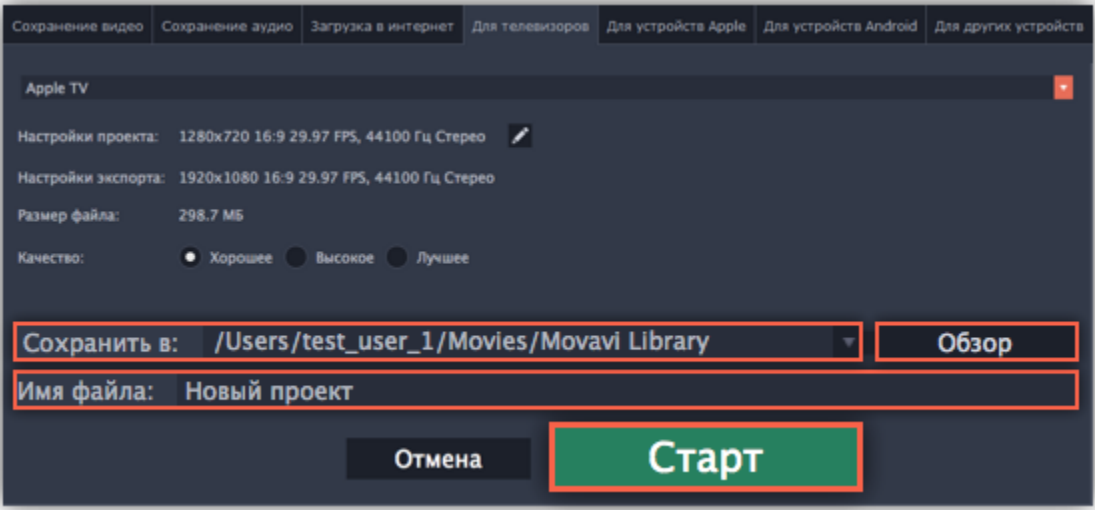 Сохранение видео Сохранение аудио Загрузка в интернет Для телевизоров Для устройств Apple Для устройств Android Для других устройств
Apple TV
Настройки проекта: 1280x720 16:9 29.97 FPS, 44100 Гц Стерео
Настройки экспорта: 1920x1080 16:9 29.97 FPS, 44100 Гц Стерео
Размер файла: 298.7 МБ
Качество: Хорошее Высокое Лучшее
Сохранить в: /Users/test_user_1/Movies/Movavi Library Обзор
Имя файла: Новый проект
Отмена Старт